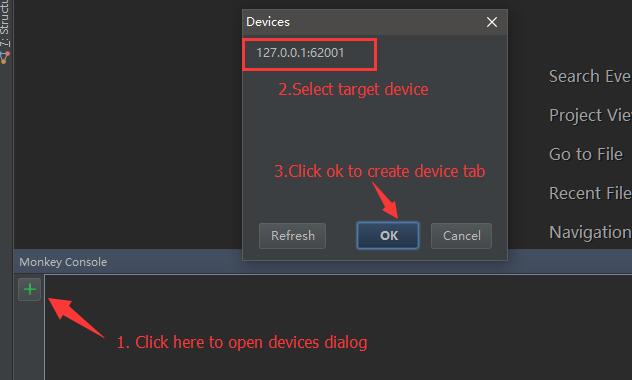 Devices
127.0.0.1:62001
2.Select target device
3.Click ok to create device tab
Refresh
OK
Cancel
7: Structu
Search Eve
Project Vie
Go to File
Recent File
Navigation
Monkey Console
1. Click here to open devices dialog